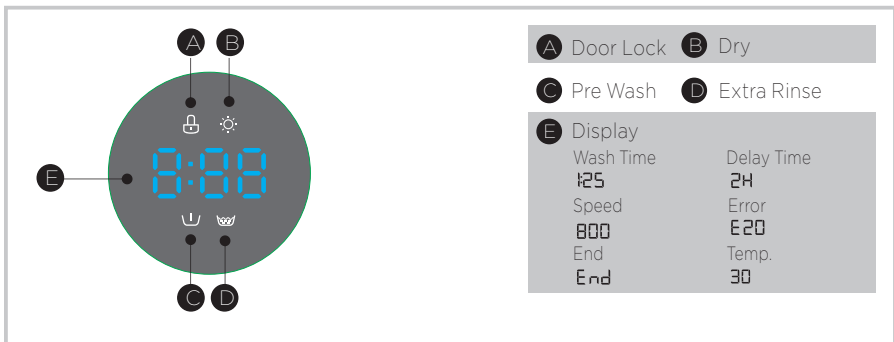 A B
8:88
E
C D
A Door Lock B Dry
C Pre Wash D Extra Rinse
E Display
Wash Time Delay Time
1:25 2H
Speed Error
800 E20
End Temp.
End 30